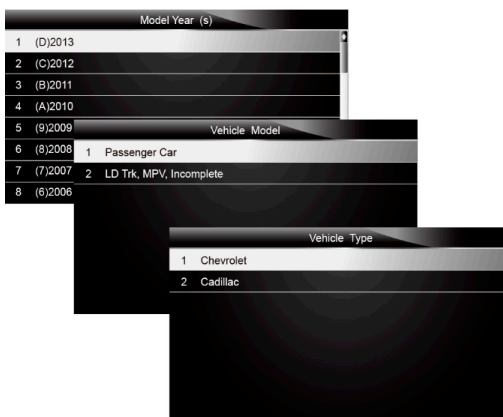 Model Year (s)
1 (D)2013
2 (C)2012
3 (B)2011
4 (A)2010
5 (9)2009
6 (8)2008
7 (7)2007
8 (6)2006
Vehicle Model
1 Passenger Car
2 LD Trk, MPV, Incomplete
Vehicle Type
1 Chevrolet
2 Cadillac